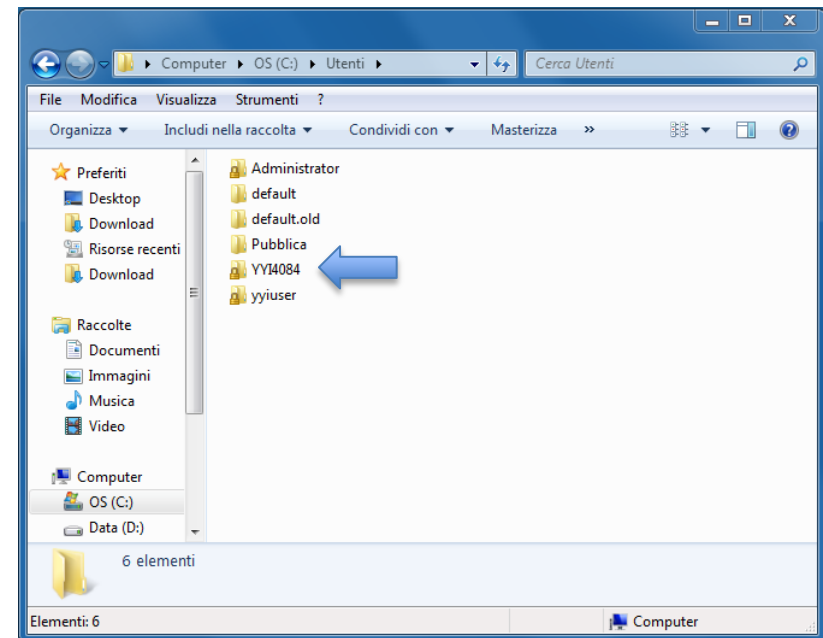 Computer OS (C:) Utenti
Cerca Utenti
File Modifica Visualizza Strumenti ?
Organizza Includi nella raccolta Condividi con Masterizza »
Preferiti
Desktop
Download
Risorse recenti
Download
Raccolte
Documenti
Immagini
Musica
Video
Computer
OS (C:)
Data (D:)
Administrator
default
default.old
Pubblica
YYI4084
yyiuser
6 elementi
Elementi: 6
Computer